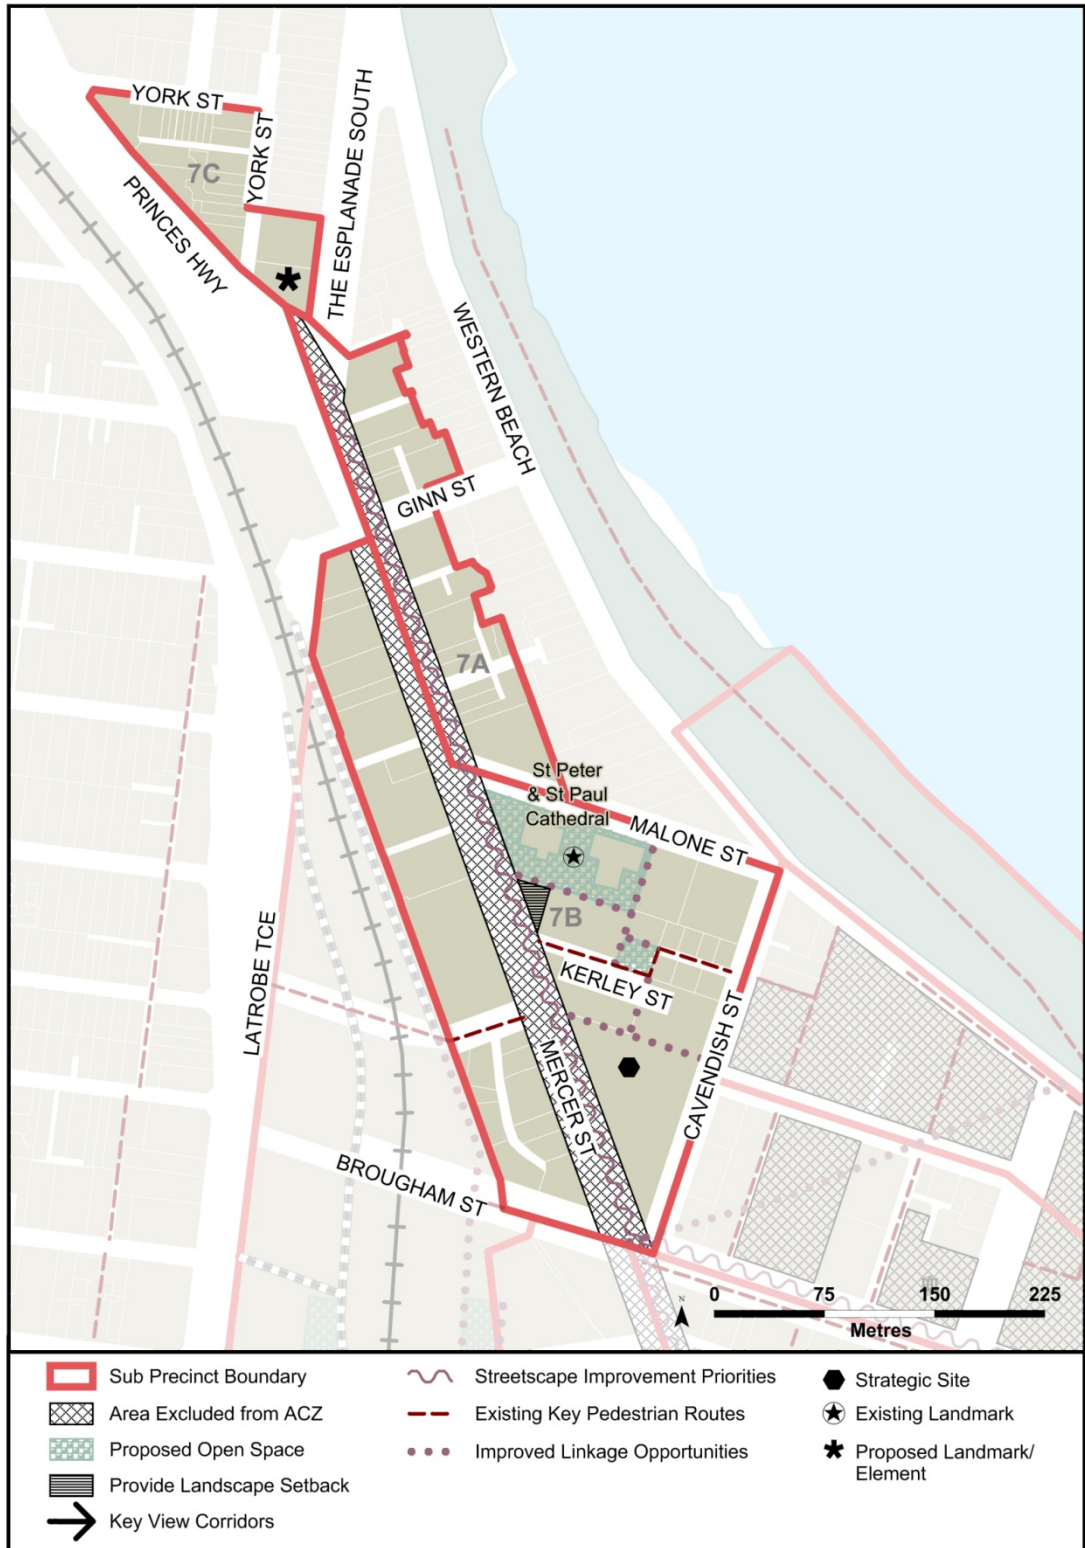 YORK ST
YORK ST
7C
THE ESPLANADE SOUTH
PRINCES HWY
WESTERN BEACH
GINN ST
7A
St Peter
& St Paul
Cathedral
MALONE ST
7B
KERLEY ST
LATROBE TCE
MERCER ST
CAVENDISH ST
BROUGHAM ST
N
0 75 150 225
Metres
Sub Precinct Boundary
Area Excluded from ACZ
Proposed Open Space
Provide Landscape Setback
Key View Corridors
Streetscape Improvement Priorities
Existing Key Pedestrian Routes
Improved Linkage Opportunities
Strategic Site
Existing Landmark
Proposed Landmark/
Element